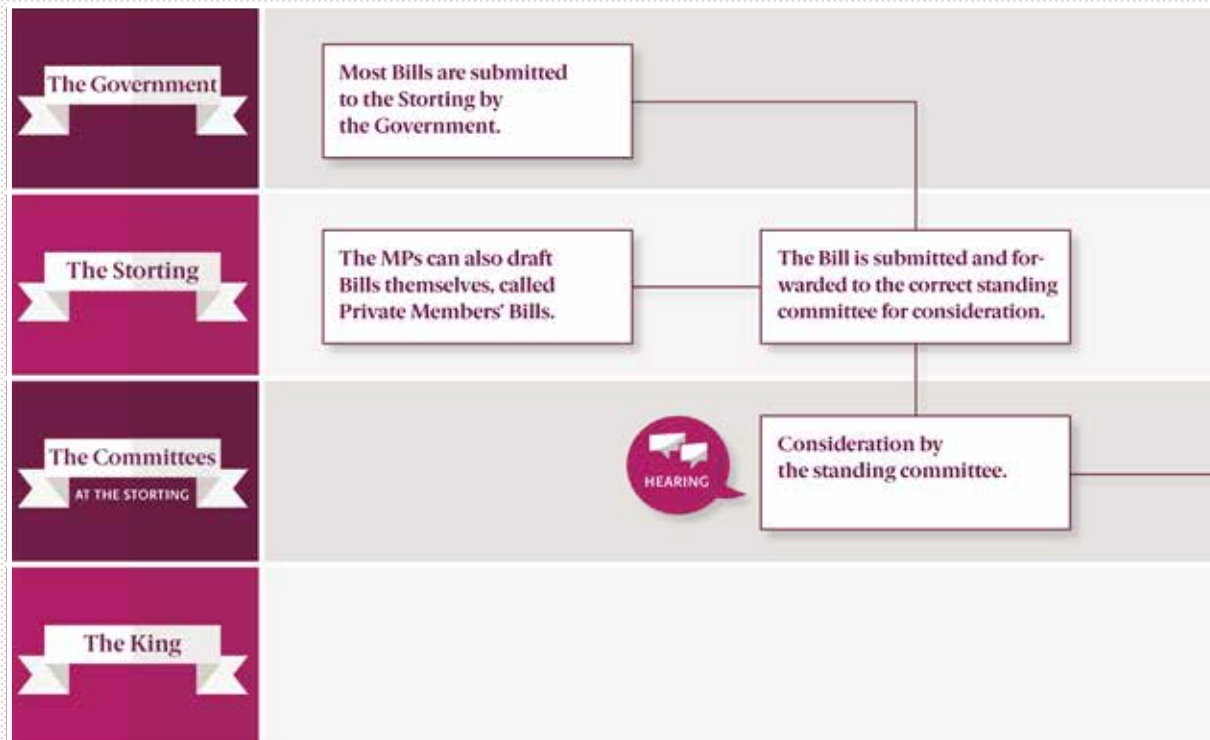 The Government
Most Bills are submitted
to the Storting by
the Government.
The Storting
The MPs can also draft
Bills themselves, called
Private Members' Bills.
The Bill is submitted and for-
warded to the correct standing
committee for consideration.
The Committees
AT THE STORTING
HEARING
Consideration by
the standing committee.
The King